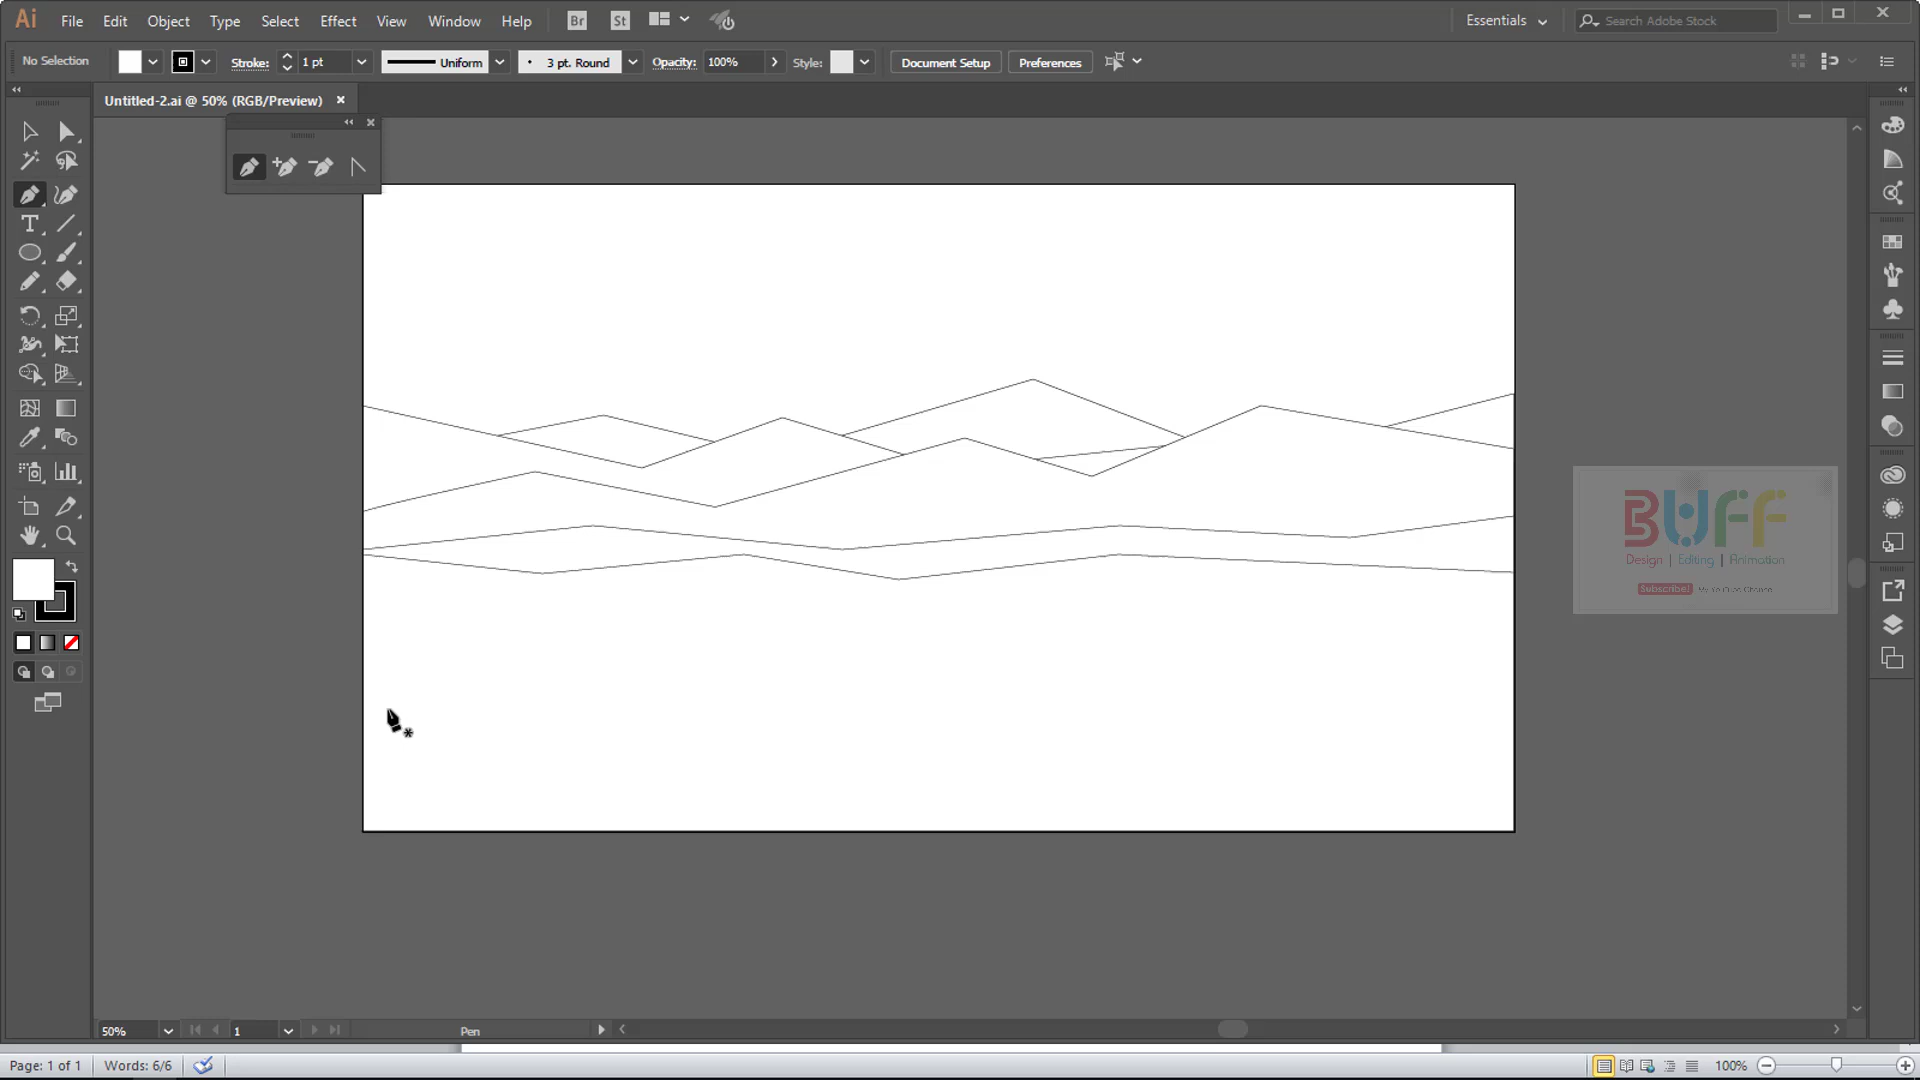 Ai File Edit Object Type Select Effect View Window Help Br St Essentials Search Adobe Stock
No Selection Stroke: 1 pt Uniform 3 pt. Round Opacity: 100% Style: Document Setup Preferences
Untitled-2.ai @ 50% (RGB/Preview)
T
BUFF
Design | Editing | Animation
Subscribe!
50% 1 Pen
Page: 1 of 1 Words: 6/6 100%